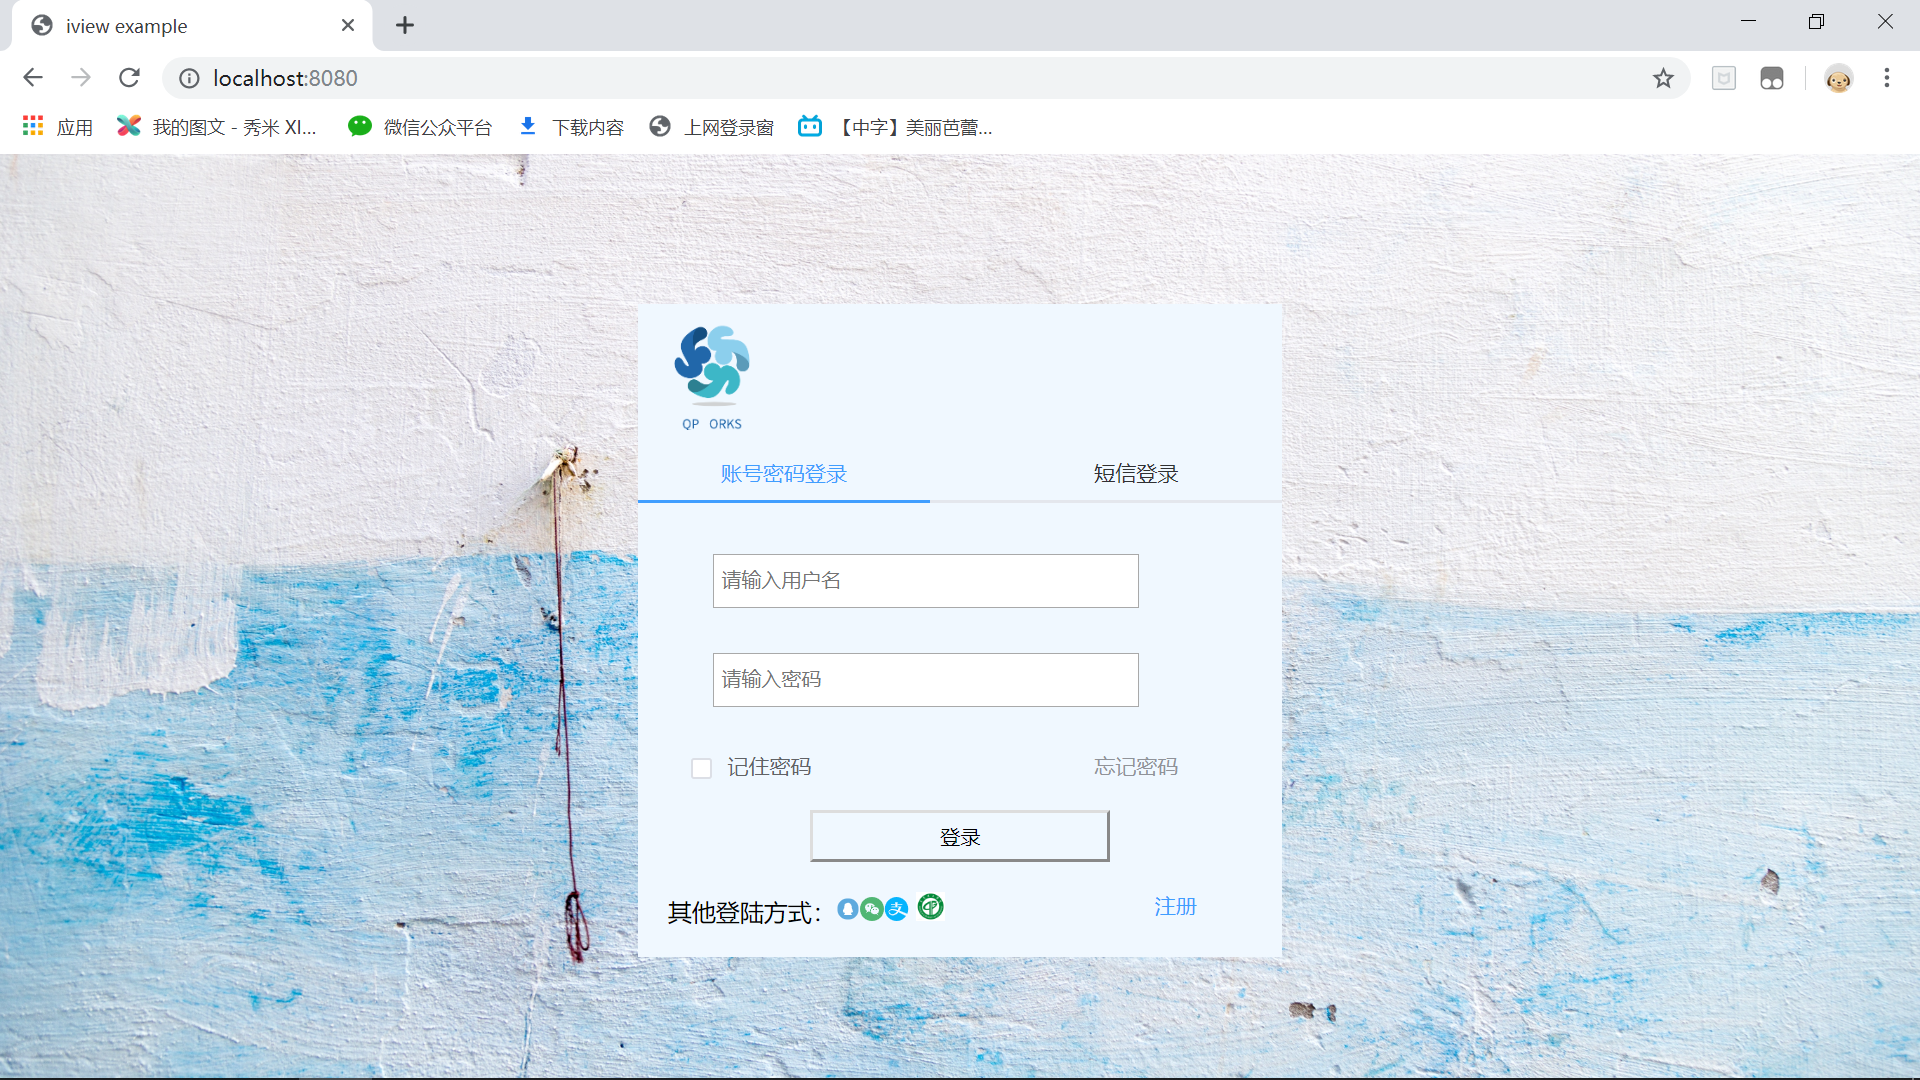 iview example
localhost:8080
应用
我的图文 - 秀米 XI...
微信公众平台
下载内容
上网登录窗
【中字】美丽芭蕾...
QP ORKS
账号密码登录
短信登录
请输入用户名
请输入密码
记住密码
忘记密码
登录
其他登陆方式：
支
注册